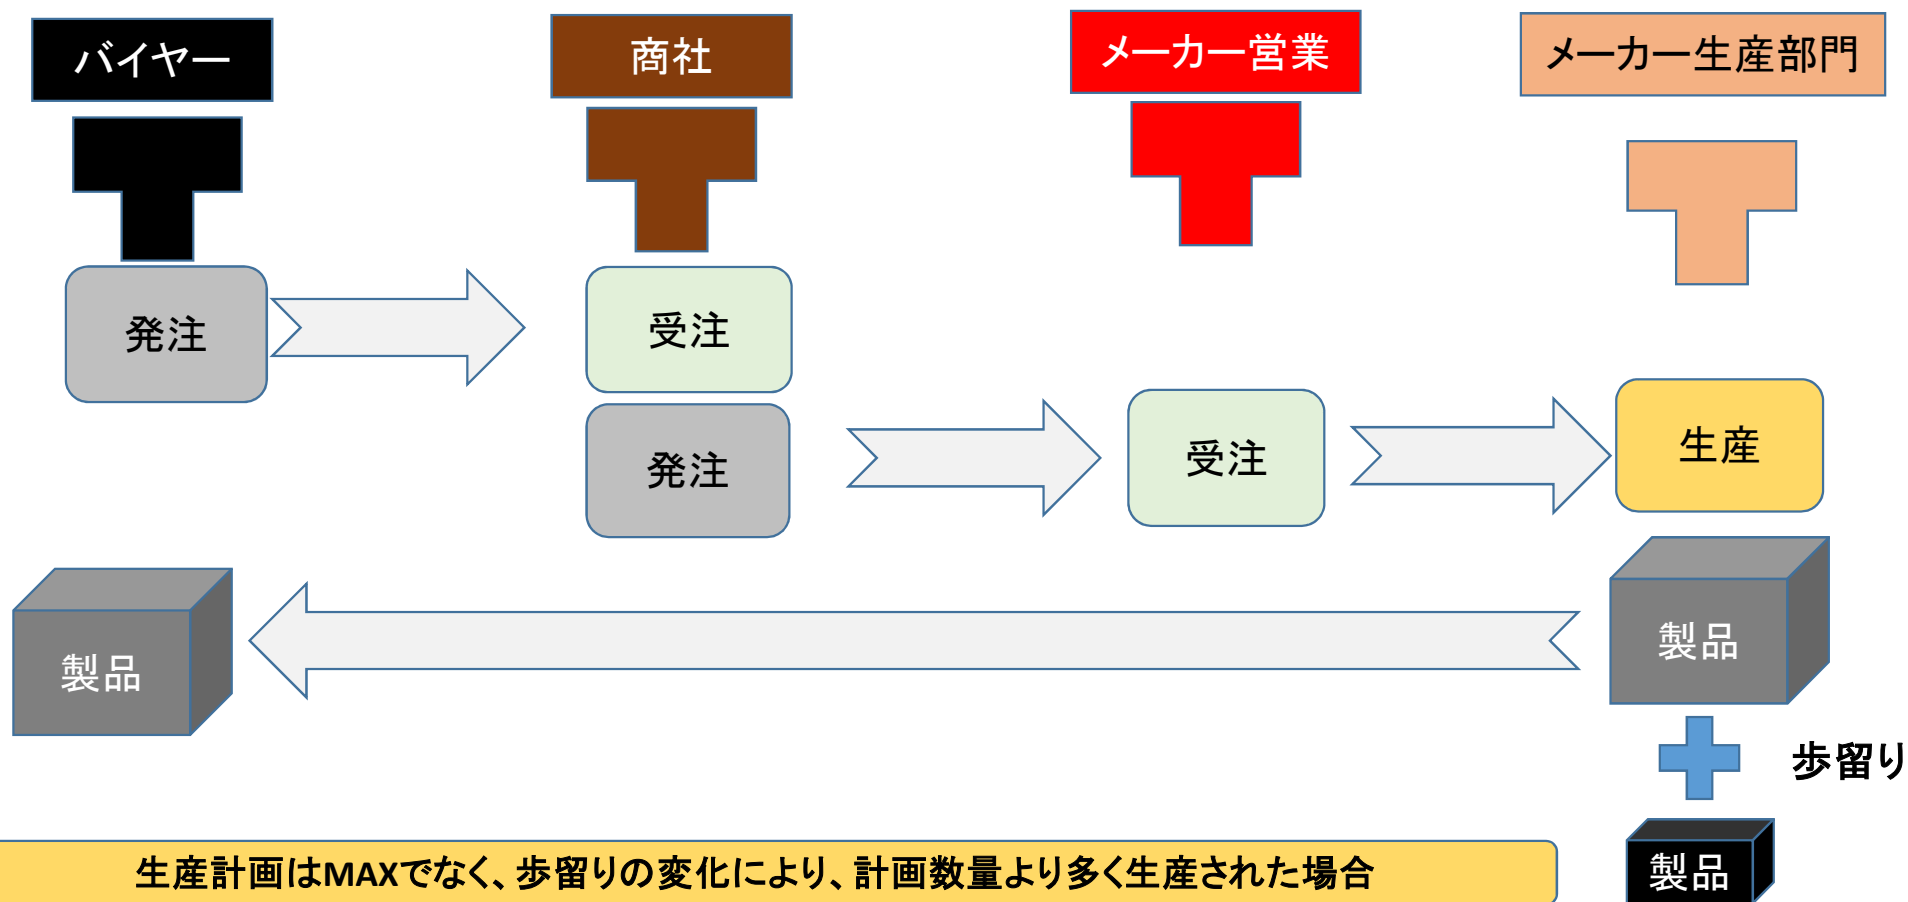 バイヤー
商社
メーカー営業
メーカー生産部門
発注
受注
発注
受注
生産
製品
製品
歩留り
生産計画はMAXでなく、歩留りの変化により、計画数量より多く生産された場合
製品